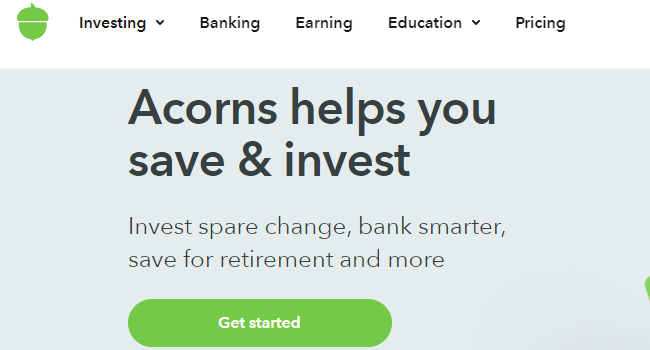 Investing Banking Earning Education Pricing
Acorns helps you
save & invest
Invest spare change, bank smarter,
save for retirement and more
Get started